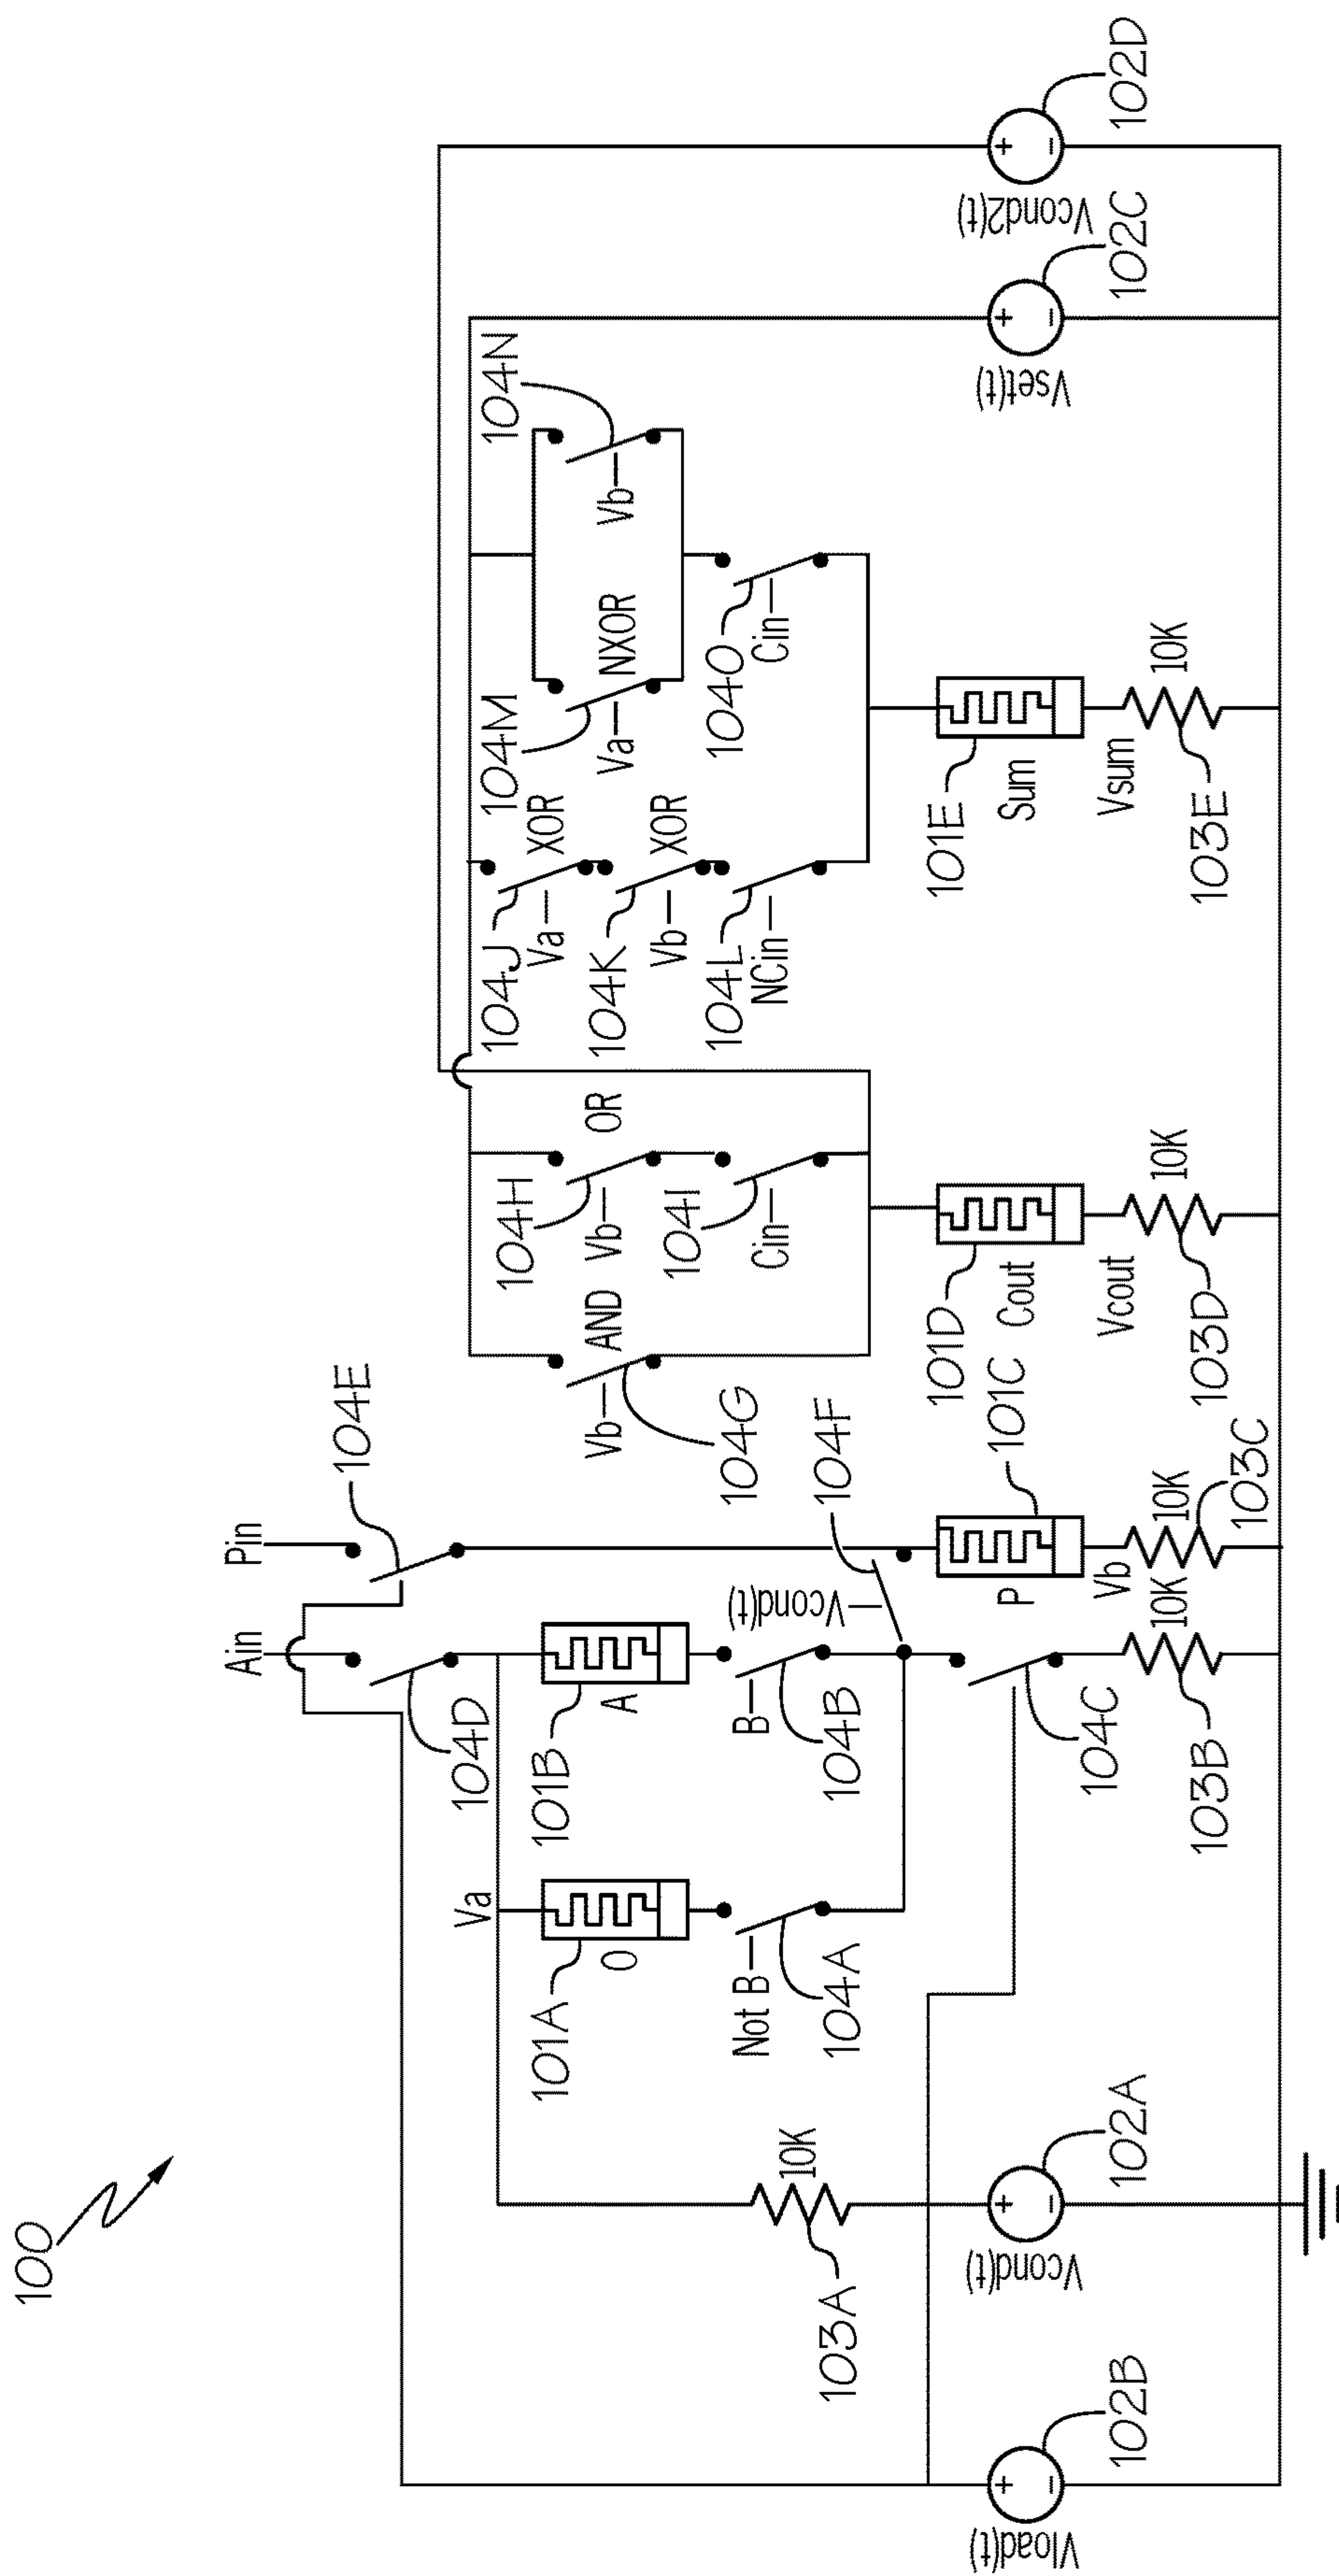 100
Vload(t)
102B
Vcond(t)
102A
103A
10K
Va
101A
0
Not B
104A
Ain
104D
101B
A
B
104B
104C
103B
10K
Pin
104E
Vcond(t)
104F
101C
P
Vb
10K
103C
Vb
AND
104G
104H
Vb
OR
104I
Cin
101D
Cout
Vcout
10K
103D
104J
Va
XOR
104K
Vb
XOR
104L
NCin
104M
Va
NXOR
104N
Vb
104O
Cin
101E
Sum
Vsum
10K
103E
Vset(t)
102C
Vcond2(t)
102D